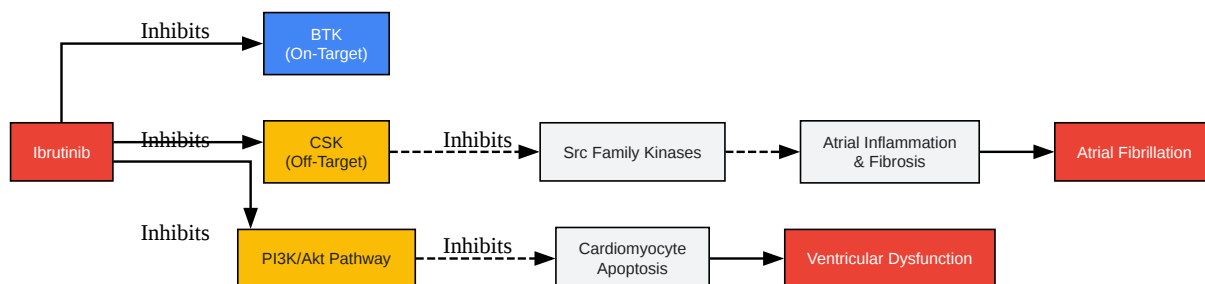 Inhibits
BTK
(On-Target)
Ibrutinib
Inhibits
CSK
(Off-Target)
Inhibits
Src Family Kinases
Atrial Inflammation
& Fibrosis
Atrial Fibrillation
Inhibits
PI3K/Akt Pathway
Inhibits
Cardiomyocyte
Apoptosis
Ventricular Dysfunction